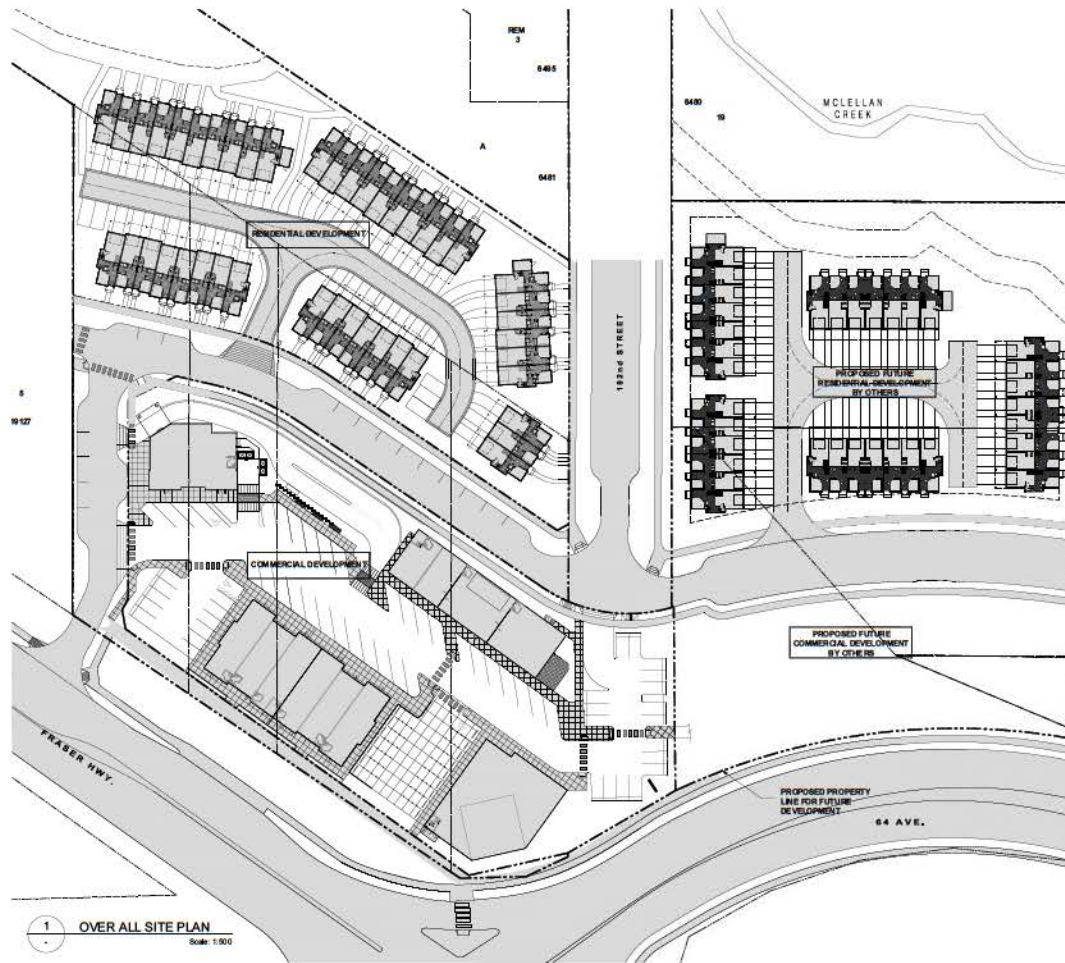 REM
3
6495
6480
19
MCLELLAN
CREEK
A
6481
RESIDENTIAL DEVELOPMENT
192nd STREET
PROPOSED FUTURE
RESIDENTIAL DEVELOPMENT
BY OTHERS
5
19127
COMMERCIAL DEVELOPMENT
PROPOSED FUTURE
COMMERCIAL DEVELOPMENT
BY OTHERS
FRASER HWY.
PROPOSED PROPERTY
LINE FOR FUTURE
DEVELOPMENT
64 AVE.
1
-
OVER ALL SITE PLAN
Scale: 1:500